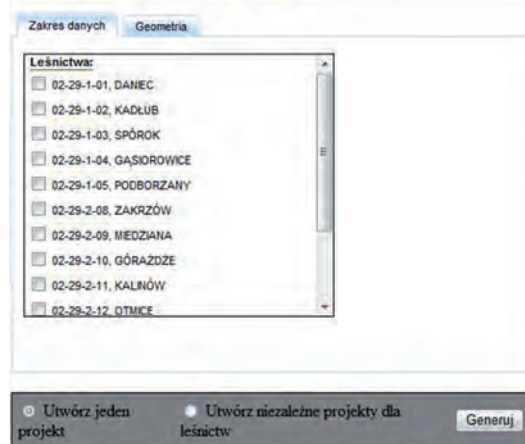 Zakres danych
Geometria
Leśnictwa:
02-29-1-01, DANIEC
02-29-1-02, KADŁUB
02-29-1-03, SPÓROK
02-29-1-04, GĄSIOROWICE
02-29-1-05, PODBORZANY
02-29-2-08, ZAKRZÓW
02-29-2-09, MIEDZIANA
02-29-2-10, GÓRAŻDŻE
02-29-2-11, KALINÓW
02-29-2-12, OTMICE
Utwórz jeden projekt
Utwórz niezależne projekty dla leśnictw
Generuj